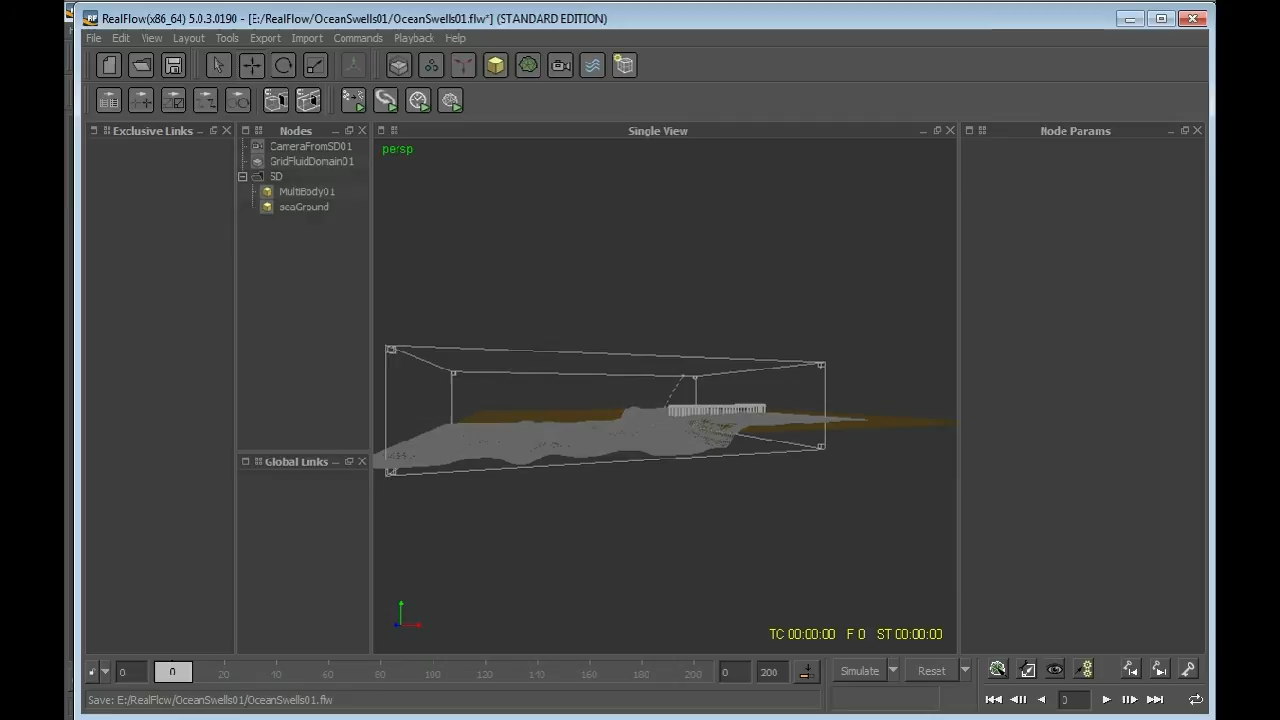 RealFlow(x86_64) 5.0.3.0190 - [E:/RealFlow/OceanSwells01/OceanSwells01.flw*] (STANDARD EDITION)
File Edit View Layout Tools Export Import Commands Playback Help
Exclusive Links
Nodes
Single View
Node Params
CameraFromSD01
GridFluidDomain01
SD
MultiBody01
seaGround
persp
Global Links
TC 00:00:00 F 0 ST 00:00:00
0 0 20 40 60 80 100 120 140 160 180 200 0 200
Simulate Reset
Save: E:/RealFlow/OceanSwells01/OceanSwells01.flw
0